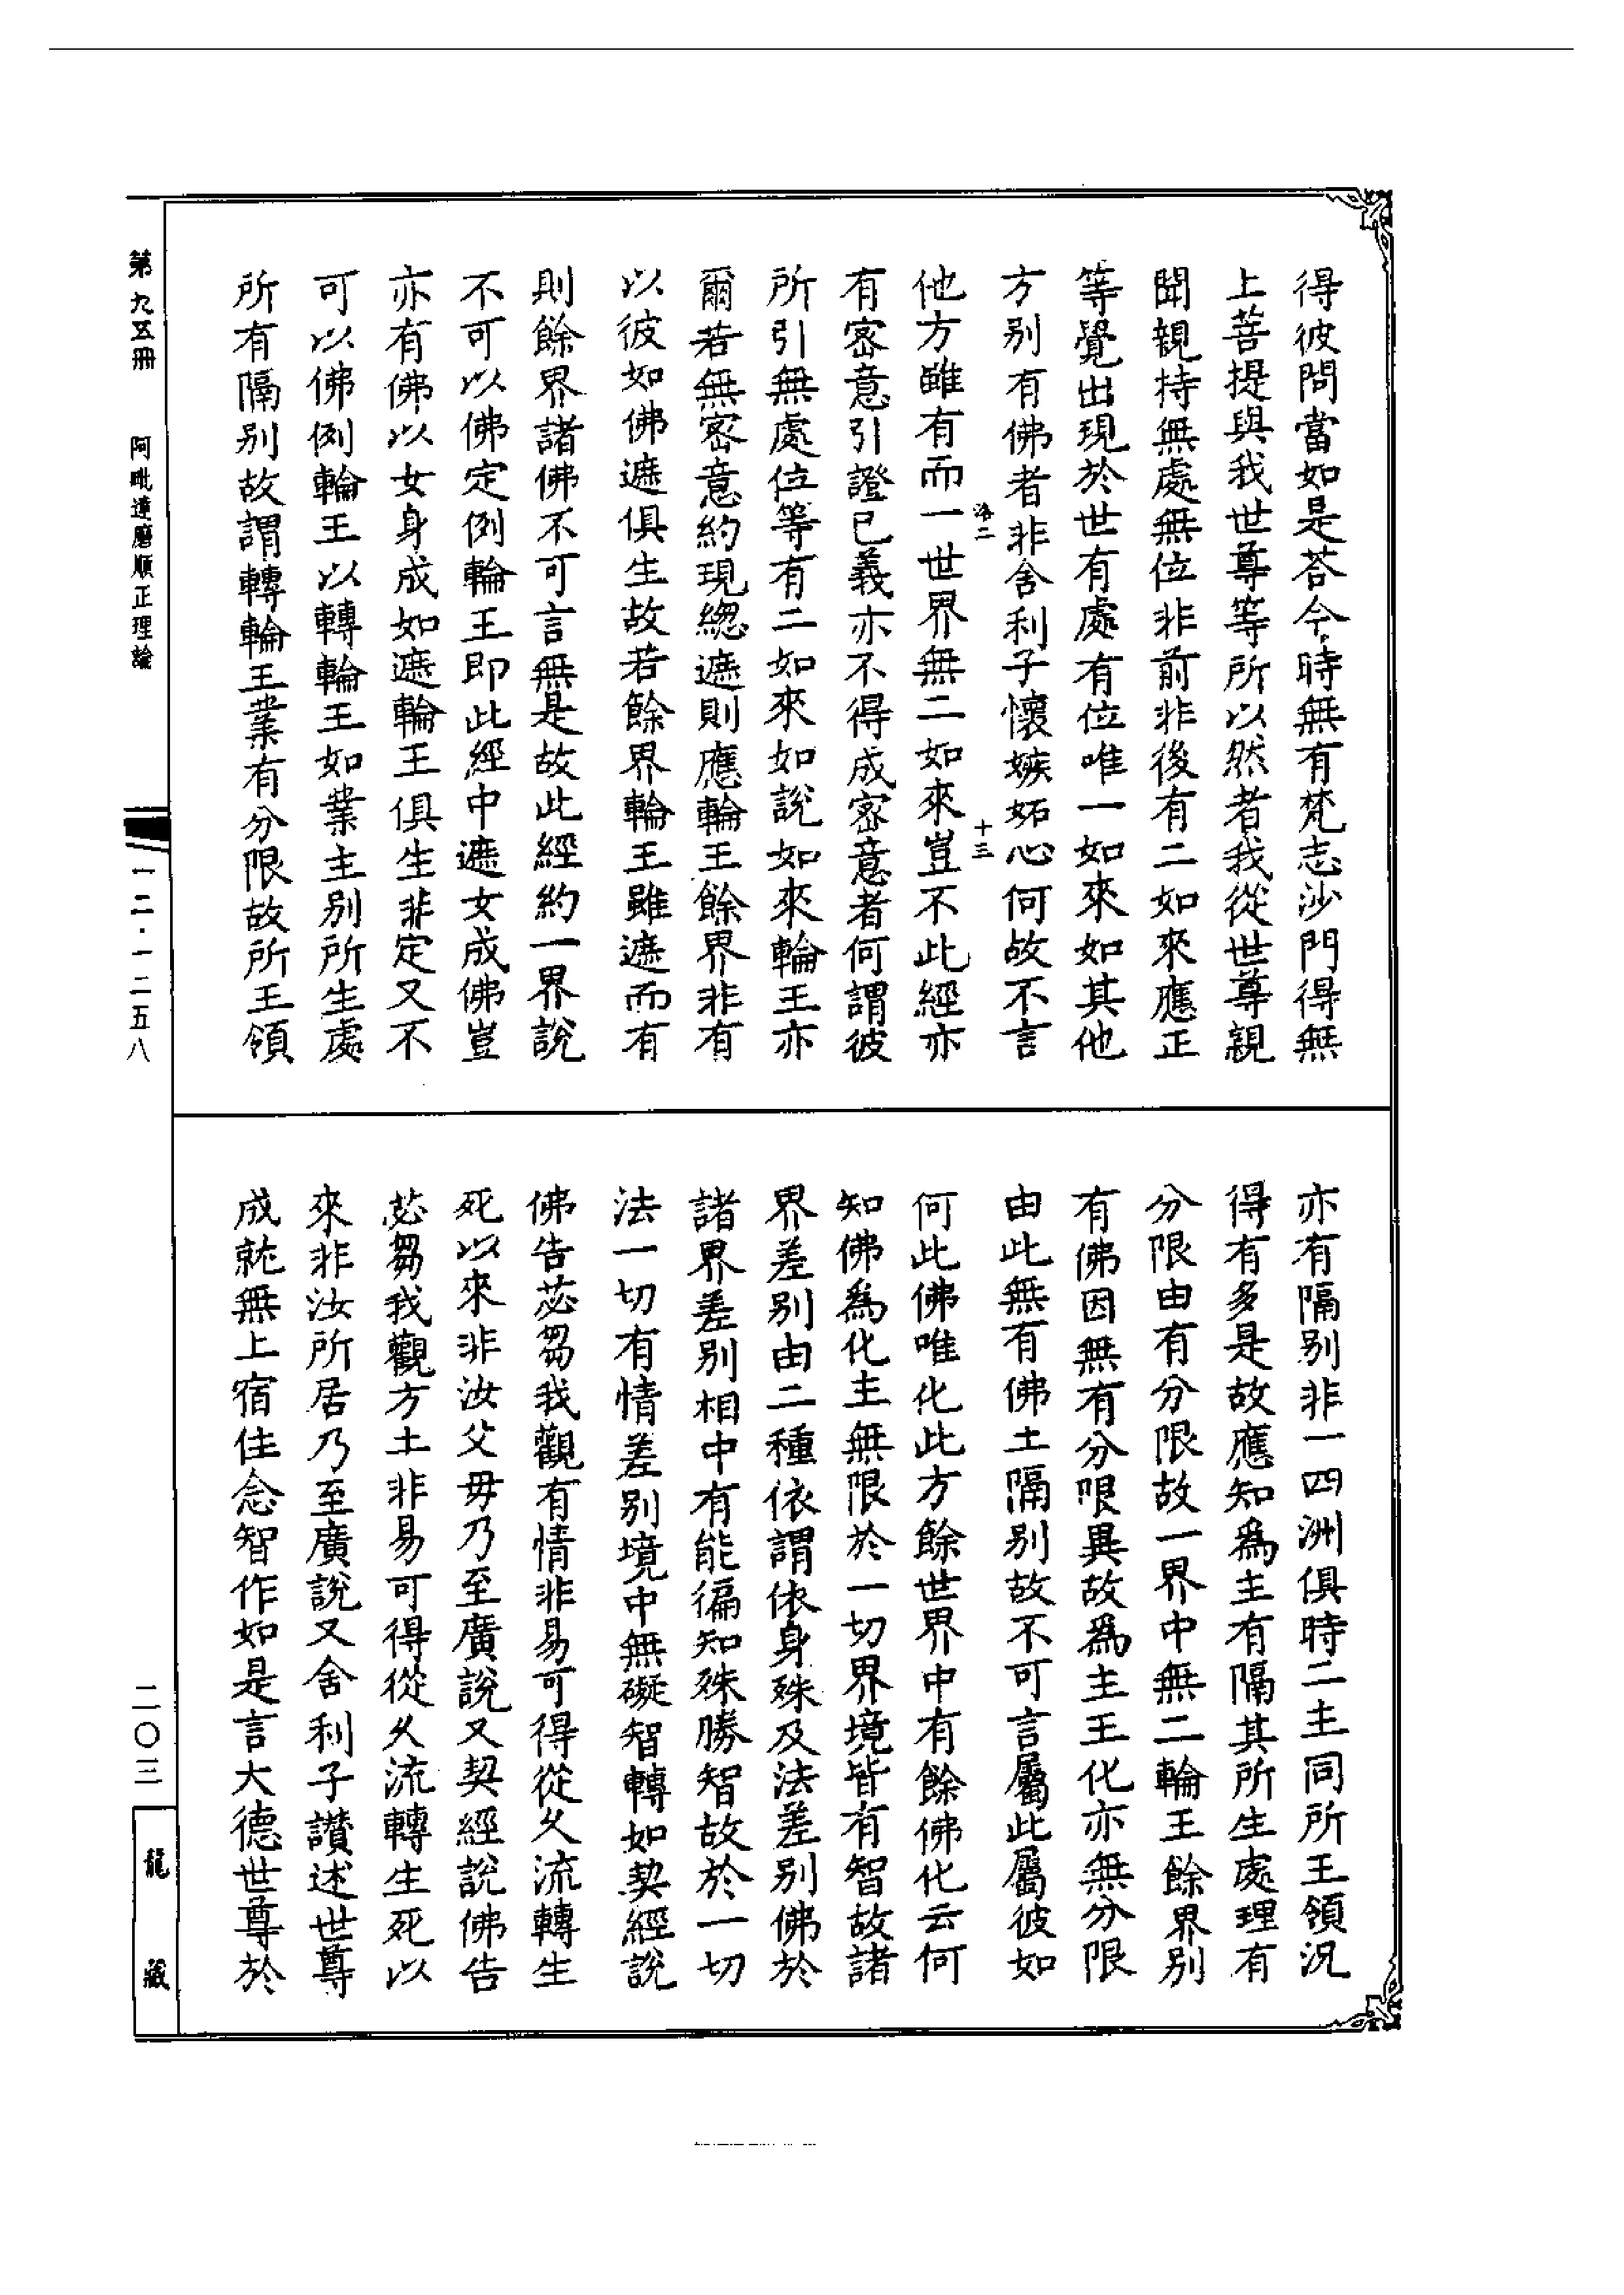 得彼問當如是荅今時無有梵志沙門得無
上菩提與我世尊等所以然者我從世尊親
聞親持無處無位非前非後有二如來應正
等覺出現於世有處有位唯一如來如其他
方别有佛者非舍利子懷嫉妬心何故不言
他方雖有而一世界無二如來豈不此經亦
有密意引證已義亦不得成密意者何謂彼
所引無處位等有二如來如說如來輪王亦
爾若無密意約現總遮則應輪王餘界非有
以彼如佛遮俱生故若餘界輪王雖遮而有
則餘界諸佛不可言無是故此經約一界說
不可以佛定例輪王即此經中遮女成佛豈
亦有佛以女身成如遮輪王俱生非定又不
可以佛例輪王以轉輪王如業主别所生處
所有隔别故謂轉輪王業有分限故所王領
亦有隔别非一四洲俱時二主同所王領況
得有多是故應知爲主有隔其所生處理有
分限由有分限故一界中無二輪王餘界别
有佛因無有分限異故爲主王化亦無分限
由此無有佛土隔别故不可言屬此屬彼如
何此佛唯化此方餘世界中有餘佛化云何
知佛爲化主無限於一切界境皆有智故諸
界差别由二種依謂依身殊及法差别佛於
諸界差别相中有能徧知殊勝智故於一切
法一切有情差别境中無礙智轉如契經說
佛告苾芻我觀有情非易可得從久流轉生
死以來非汝父母乃至廣說又契經說佛告
苾芻我觀方土非易可得從久流轉生死以
來非汝所居乃至廣說又舍利子讃述世尊
成就無上宿住念智作如是言大德世尊於
十三
第九五冊
阿毗達磨順正理論
一二·一二五八
二〇三
龍藏